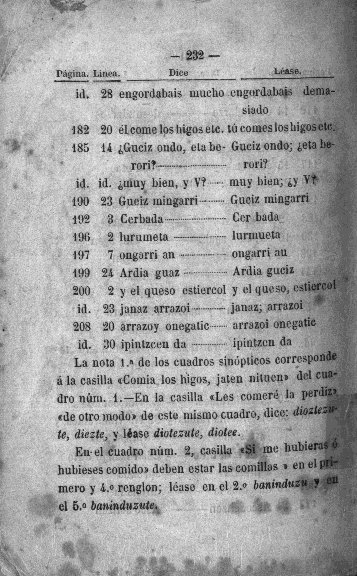 — 232 —
Página. Linea. Dice Léase.
id. 28 engordabais mucho engordabais dema-
siado
182 20 él come los higos etc. tú comes los higos etc.
185 14 ¿Guciz ondo, eta be- Guciz ondo; ¿eta be-
rori? rori?
id. id. ¿muy bien, y V? muy bien; ¿y V?
190 23 Gueiz mingarri Guciz mingarri
192 3 Cerbada Cer bada
196 2 lurumeta lurmueta
197 7 ongarri an ongarri au
199 24 Ardia guaz Ardia guciz
200 2 y el queso estiercol y el queso, estiercol
id. 23 janaz arrazoi janaz; arrazoi
208 20 arrazoy onegatic arrazoi onegatic
id. 30 ipintzcen da ipintzen da
La nota 1.ª de los cuadros sinópticos corresponde
á la casilla «Comia los higos, jaten nituen» del cua-
dro núm. 1.—En la casilla «Les comeré la perdiz»
«de otro modo» de este mismo cuadro, dice: dioztezu-
te, diezte, y léase diotezute, diolee.
En el cuadro núm. 2, casilla «Si me hubieras ó
hubieses comido» deben estar las comillas » en el pri-
mero y 4.º renglon; léase en el 2.º baninduzu y en
el 5.º baninduzute.